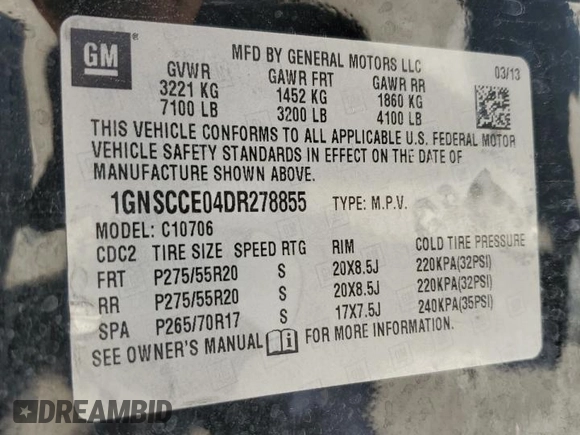 GM
MFD BY GENERAL MOTORS LLC
03/13
GVWR GAWR FRT GAWR RR
3221 KG 1452 KG 1860 KG
7100 LB 3200 LB 4100 LB
THIS VEHICLE CONFORMS TO ALL APPLICABLE U.S. FEDERAL MOTOR
VEHICLE SAFETY STANDARDS IN EFFECT ON THE DATE OF
MANUFACTURE SHOWN ABOVE.
1GNSCCE04DR278855 TYPE: M.P.V.
MODEL: C10706
CDC2 TIRE SIZE SPEED RTG RIM COLD TIRE PRESSURE
FRT P275/55R20 S 20X8.5J 220KPA(32PSI)
RR P275/55R20 S 20X8.5J 220KPA(32PSI)
SPA P265/70R17 S 17X7.5J 240KPA(35PSI)
SEE OWNER'S MANUAL FOR MORE INFORMATION.
DREAMBID